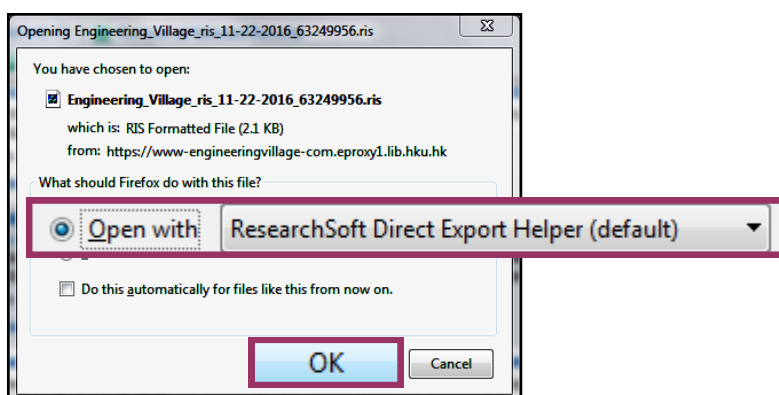 Opening Engineering_Village_ris_11-22-2016_63249956.ris
You have chosen to open:
Engineering_Village_ris_11-22-2016_63249956.ris
which is: RIS Formatted File (2.1 KB)
from: https://www-engineeringvillage-com.eproxy1.lib.hku.hk
What should Firefox do with this file?
Open with ResearchSoft Direct Export Helper (default)
Do this automatically for files like this from now on.
OK Cancel